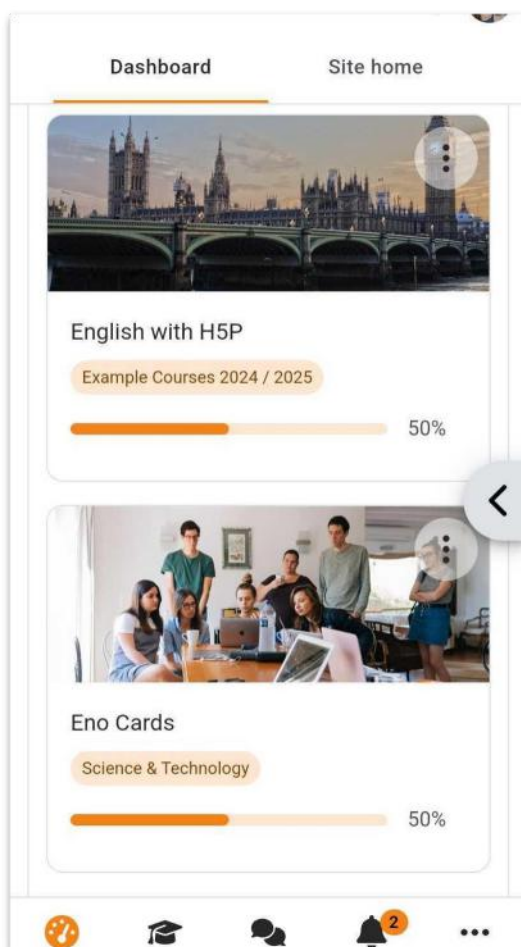 Dashboard
Site home
English with H5P
Example Courses 2024 / 2025
50%
Eno Cards
Science & Technology
50%
2